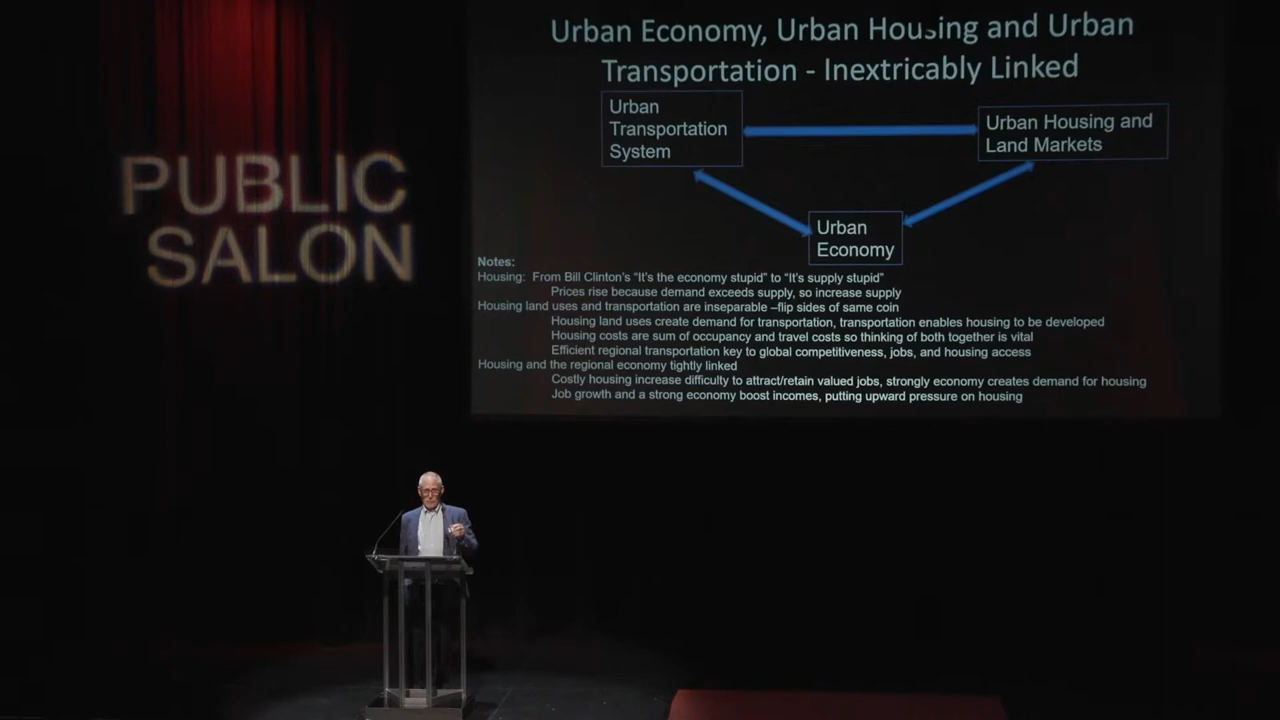 PUBLIC
SALON
Urban Economy, Urban Housing and Urban
Transportation - Inextricably Linked
Urban
Transportation
System
Urban Housing and
Land Markets
Urban
Economy
Notes:
Housing: From Bill Clinton's "It's the economy stupid" to "It's supply stupid"
Prices rise because demand exceeds supply, so increase supply
Housing land uses and transportation are inseparable –flip sides of same coin
Housing land uses create demand for transportation, transportation enables housing to be developed
Housing costs are sum of occupancy and travel costs so thinking of both together is vital
Efficient regional transportation key to global competitiveness, jobs, and housing access
Housing and the regional economy tightly linked
Costly housing increase difficulty to attract/retain valued jobs, strongly economy creates demand for housing
Job growth and a strong economy boost incomes, putting upward pressure on housing